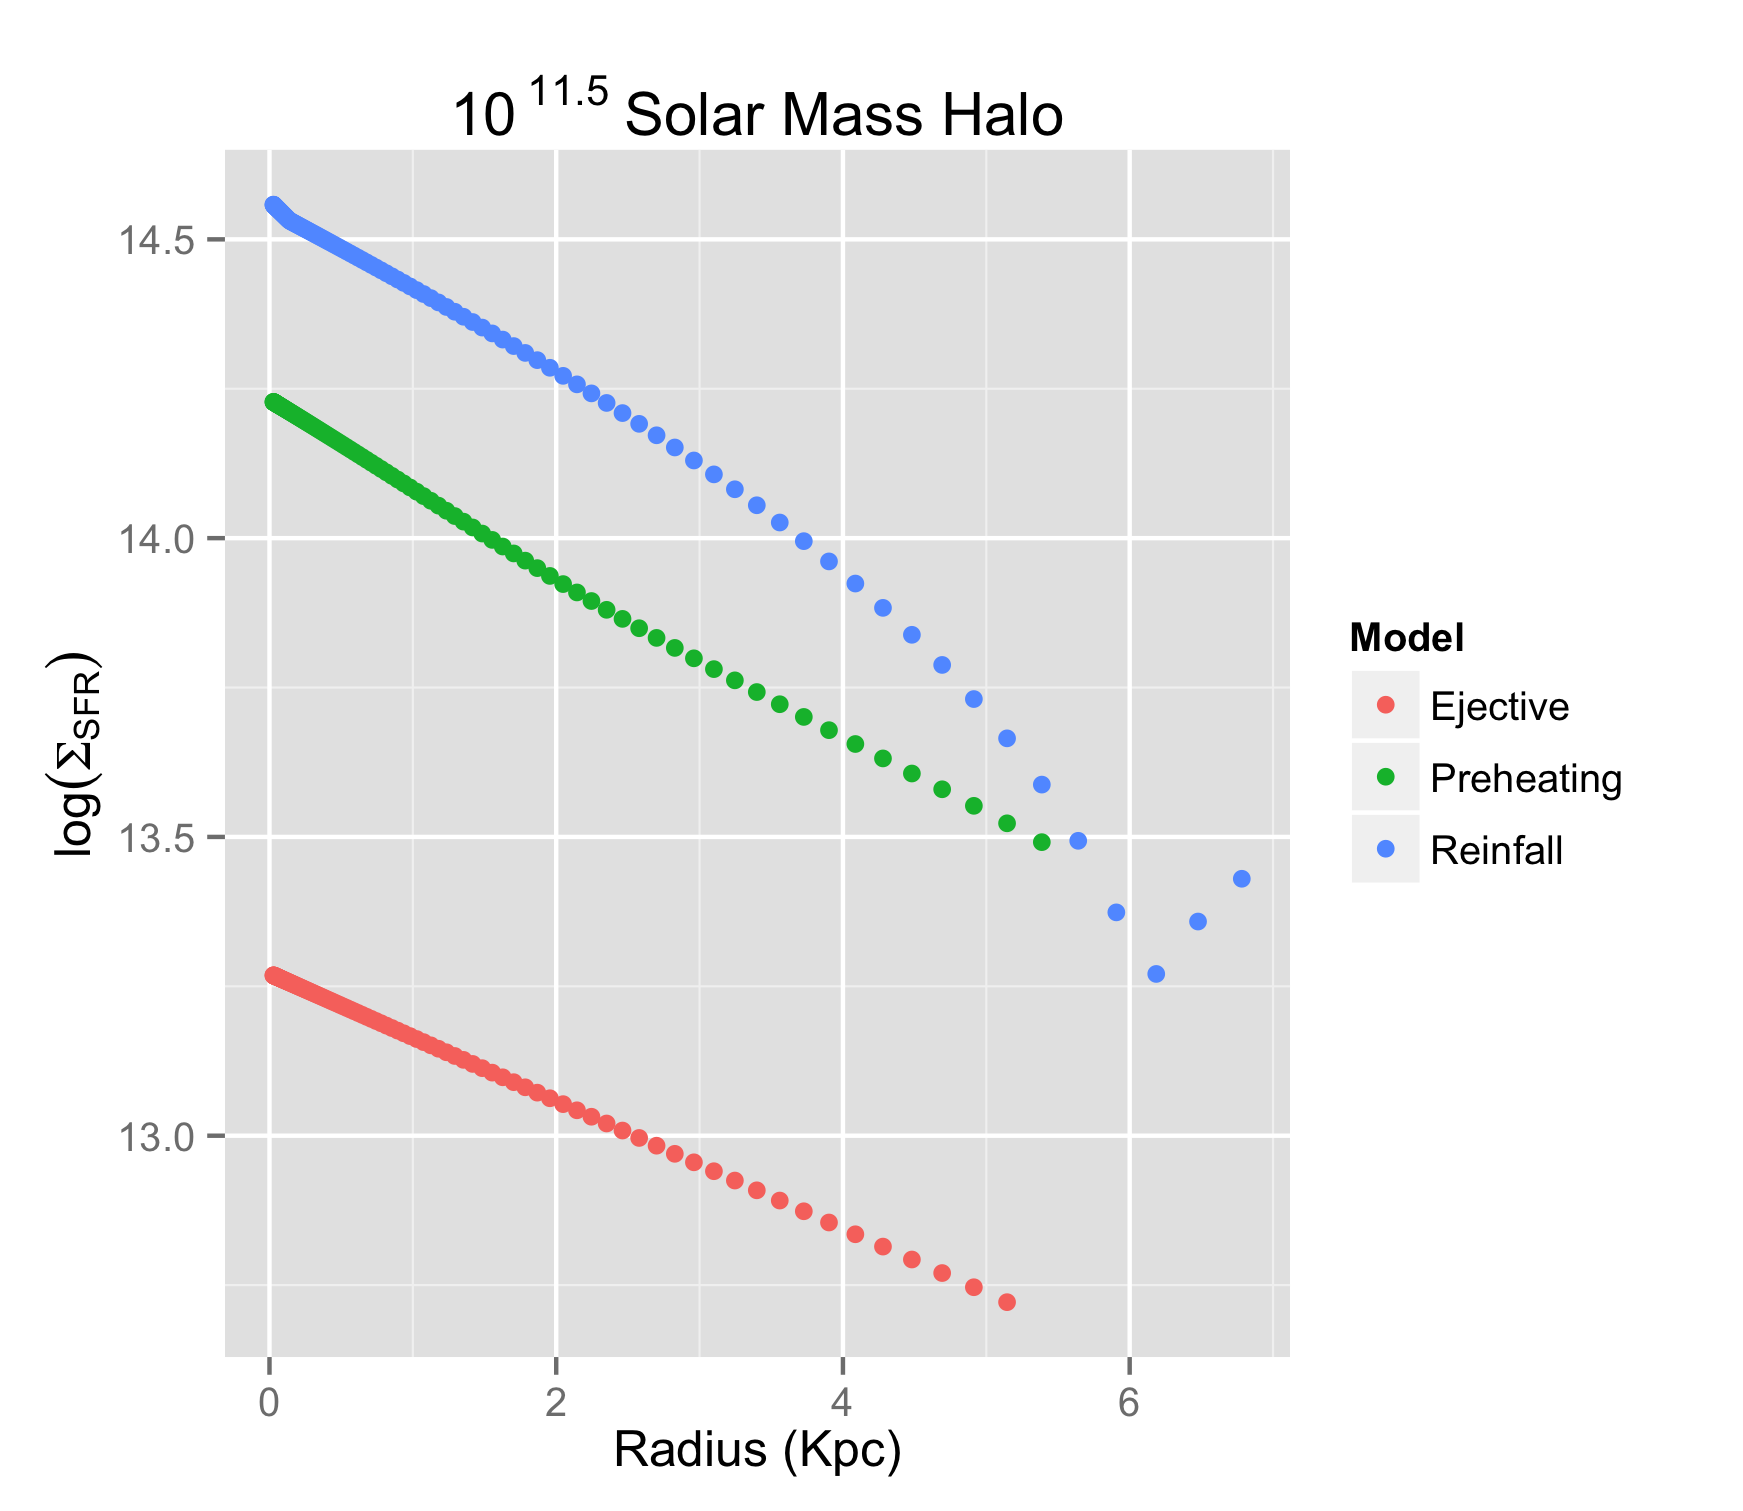 10^11.5 Solar Mass Halo
log(Σ_SFR)
14.5
14.0
13.5
13.0
0 2 4 6
Radius (Kpc)
Model
Ejective
Preheating
Reinfall